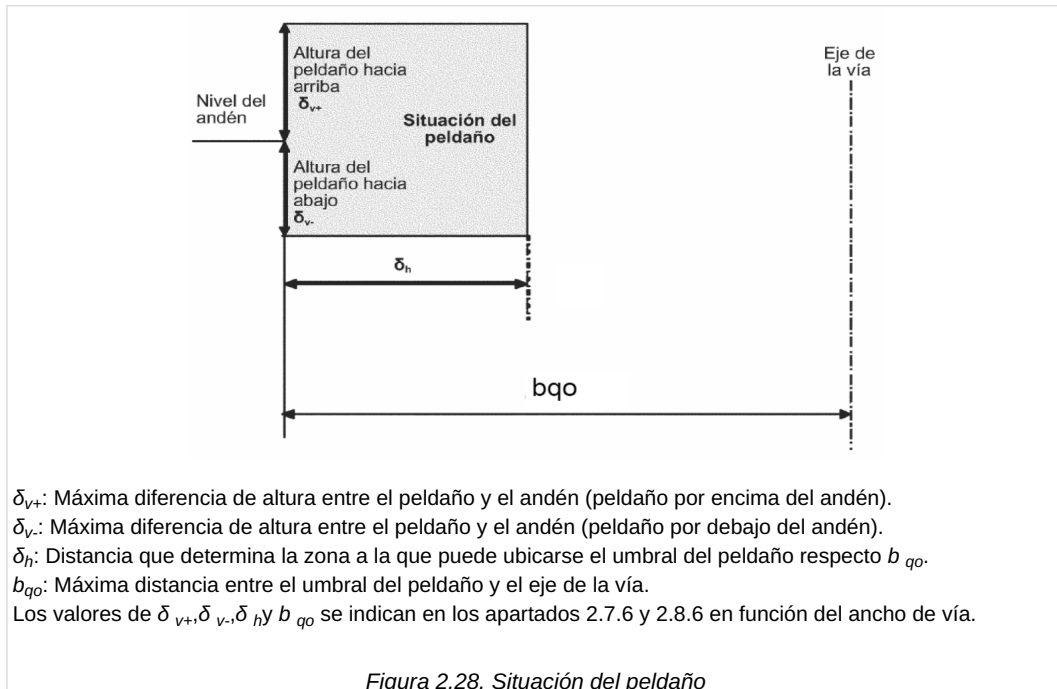 Altura del
peldaño hacia
arriba
δv+
Eje de
la vía
Nivel del
andén
Situación del
peldaño
Altura del
peldaño hacia
abajo
δv-
δh
bqo
δv+: Máxima diferencia de altura entre el peldaño y el andén (peldaño por encima del andén).
δv-: Máxima diferencia de altura entre el peldaño y el andén (peldaño por debajo del andén).
δh: Distancia que determina la zona a la que puede ubicarse el umbral del peldaño respecto b qo.
bqo: Máxima distancia entre el umbral del peldaño y el eje de la vía.
Los valores de δ v+,δ v-,δ hy b qo se indican en los apartados 2.7.6 y 2.8.6 en función del ancho de vía.
Figura 2.28. Situación del peldaño